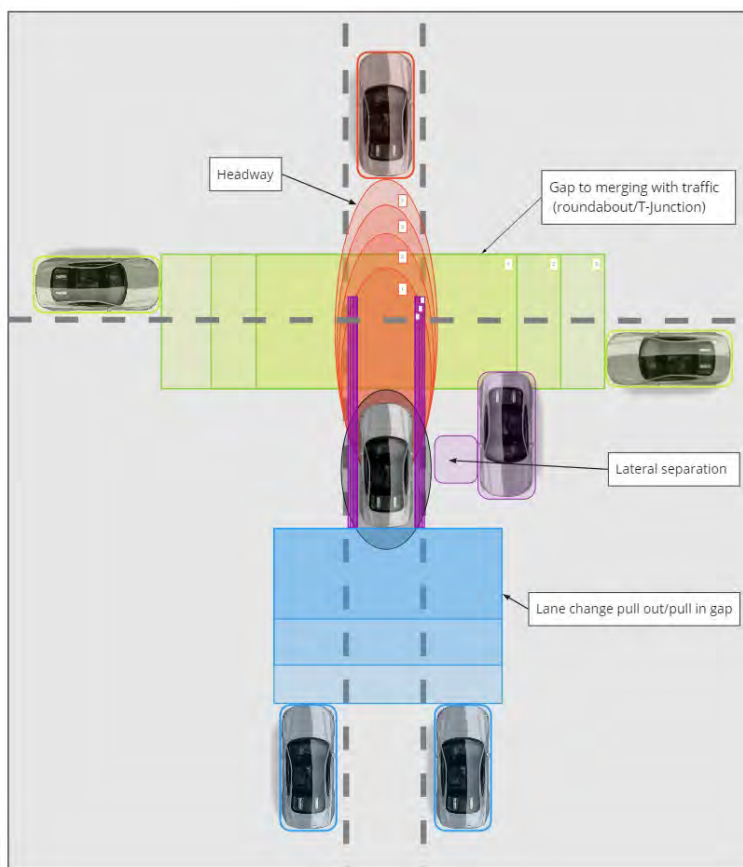 Headway
Gap to merging with traffic
(roundabout/T-Junction)
Lateral separation
Lane change pull out/pull in gap